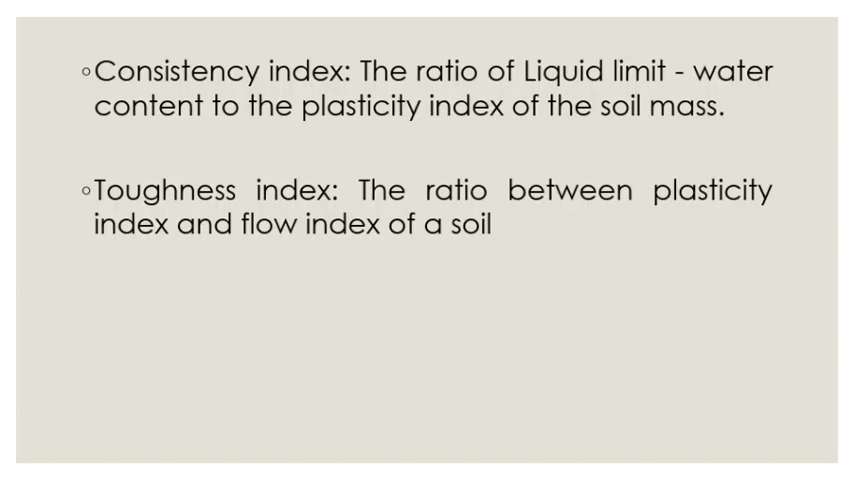 ◦Consistency index: The ratio of Liquid limit - water
content to the plasticity index of the soil mass.
◦Toughness index: The ratio between plasticity
index and flow index of a soil